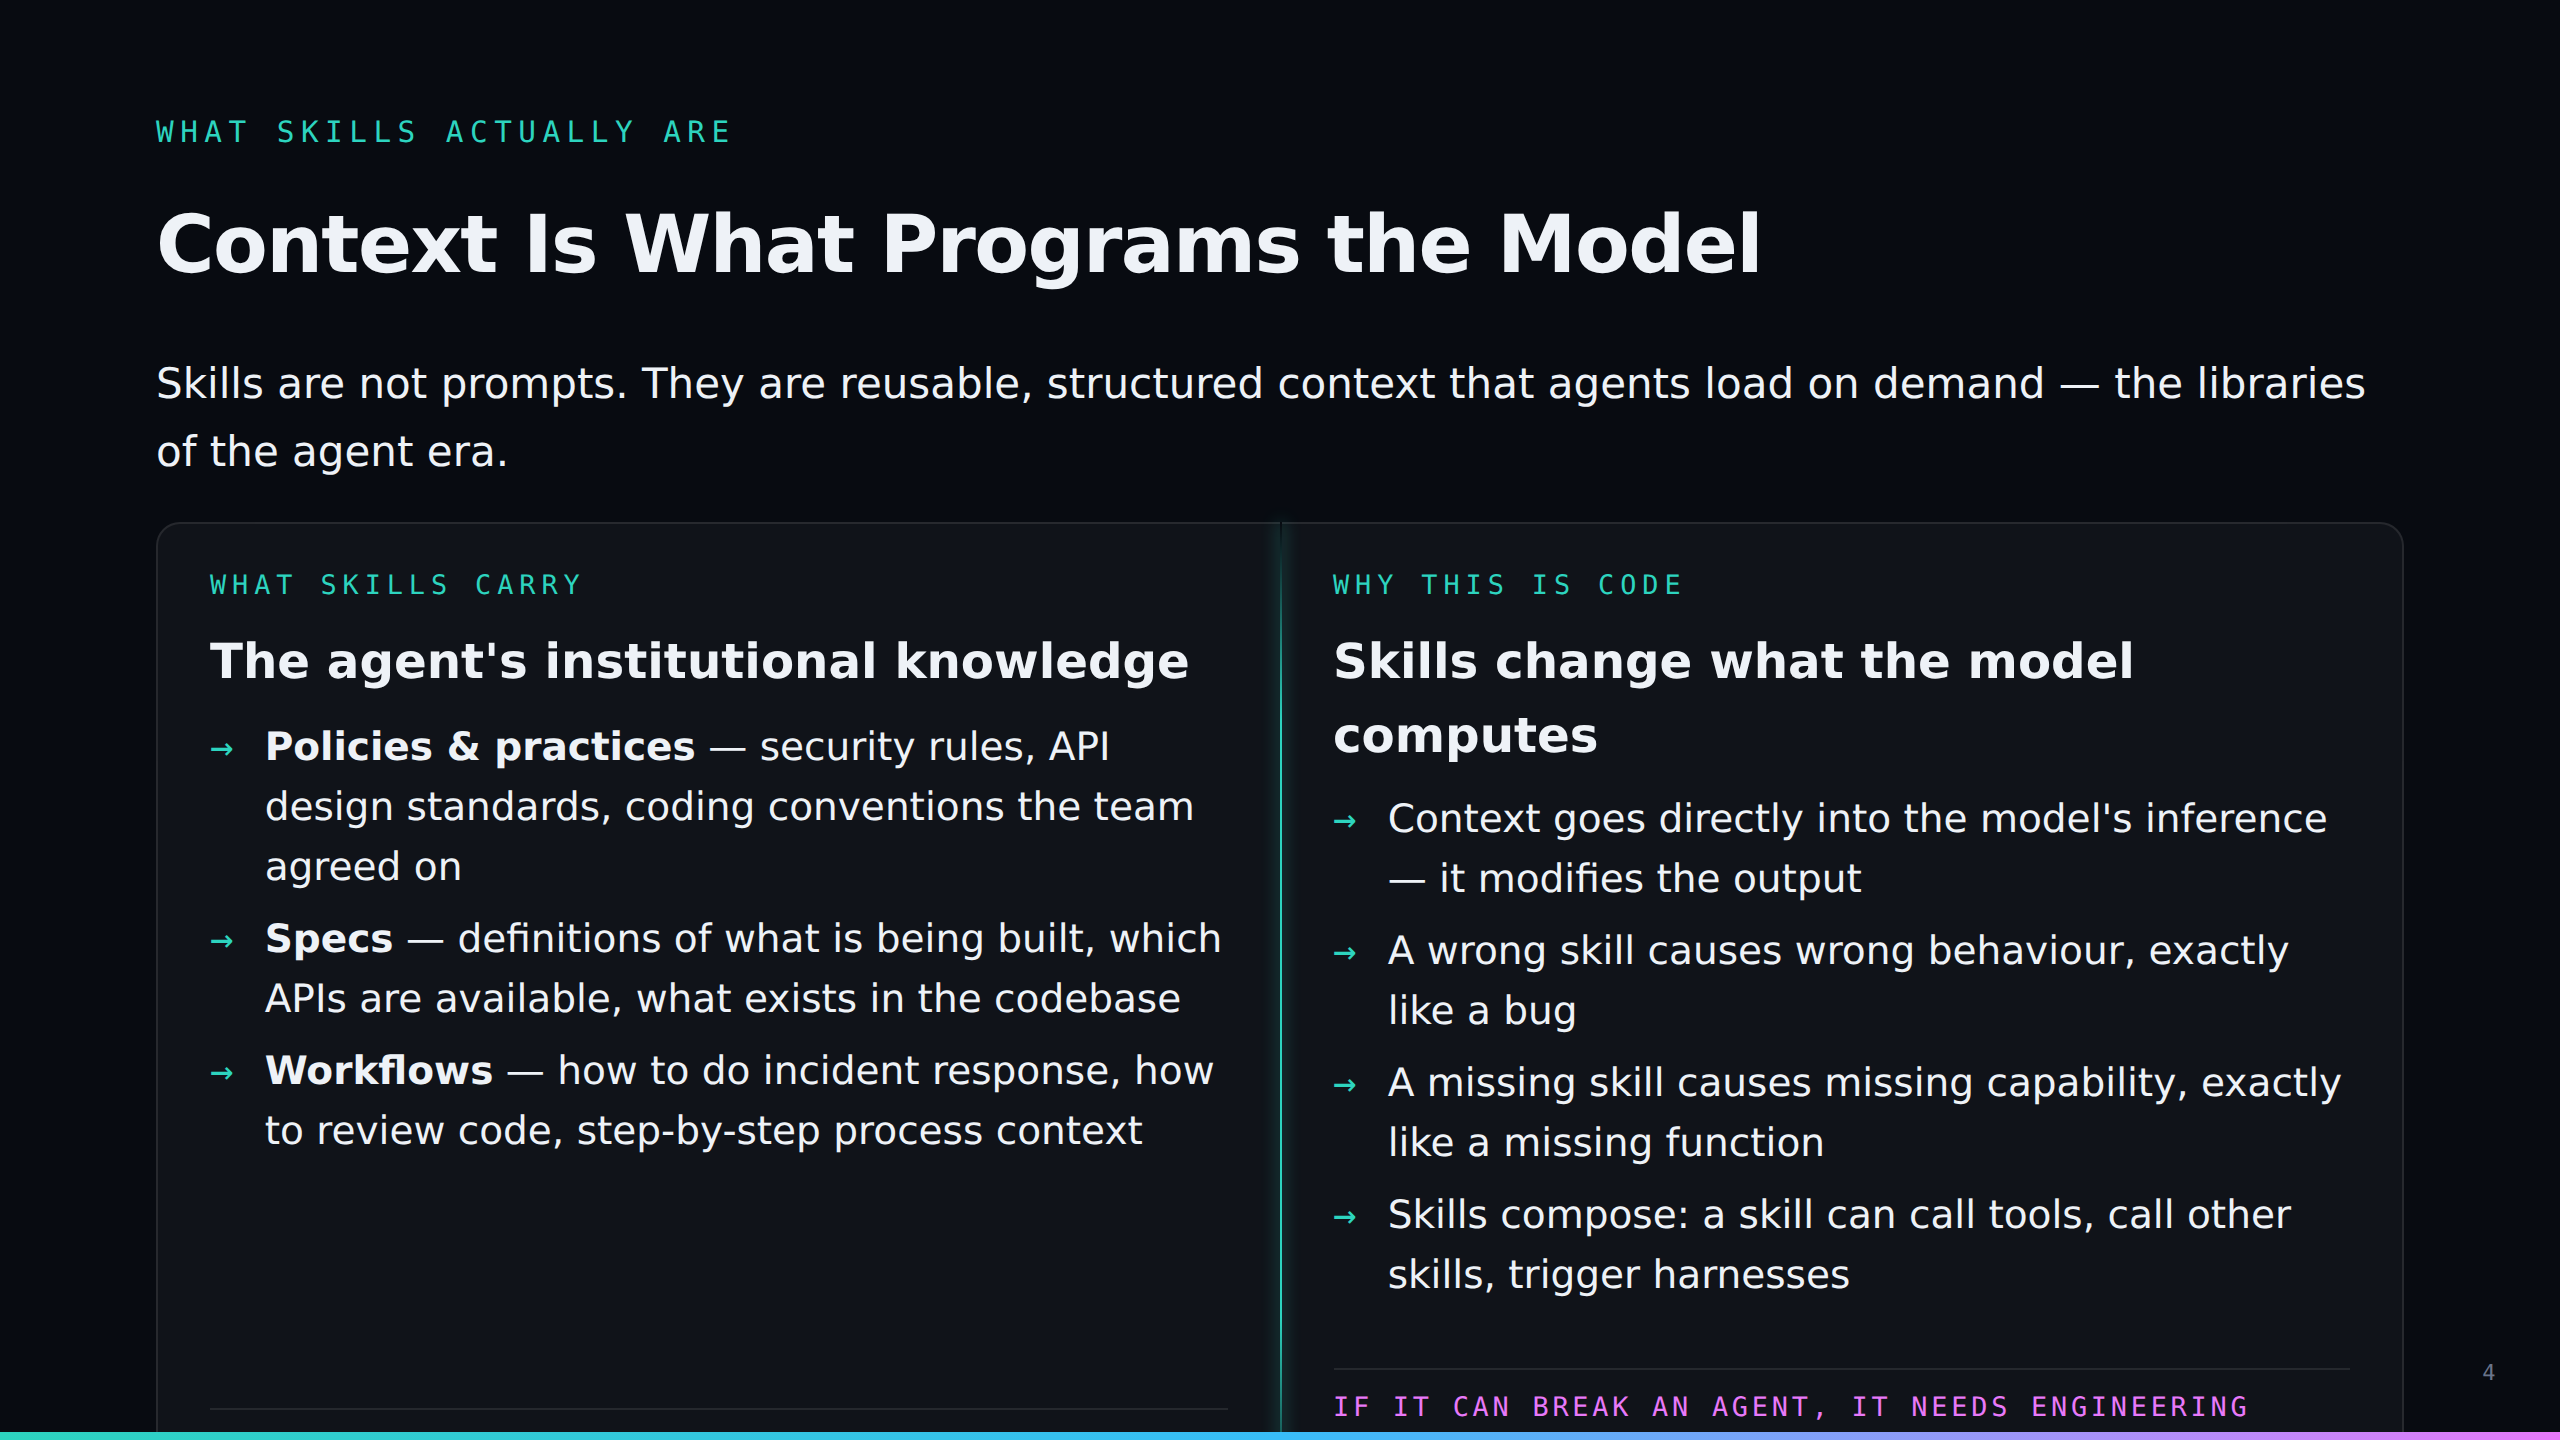 WHAT SKILLS ACTUALLY ARE
Context Is What Programs the Model
Skills are not prompts. They are reusable, structured context that agents load on demand — the libraries
of the agent era.
WHAT SKILLS CARRY
The agent's institutional knowledge
→ Policies & practices — security rules, API
design standards, coding conventions the team
agreed on
→ Specs — definitions of what is being built, which
APIs are available, what exists in the codebase
→ Workflows — how to do incident response, how
to review code, step-by-step process context
WHY THIS IS CODE
Skills change what the model
computes
→ Context goes directly into the model's inference
— it modifies the output
→ A wrong skill causes wrong behaviour, exactly
like a bug
→ A missing skill causes missing capability, exactly
like a missing function
→ Skills compose: a skill can call tools, call other
skills, trigger harnesses
IF IT CAN BREAK AN AGENT, IT NEEDS ENGINEERING
4